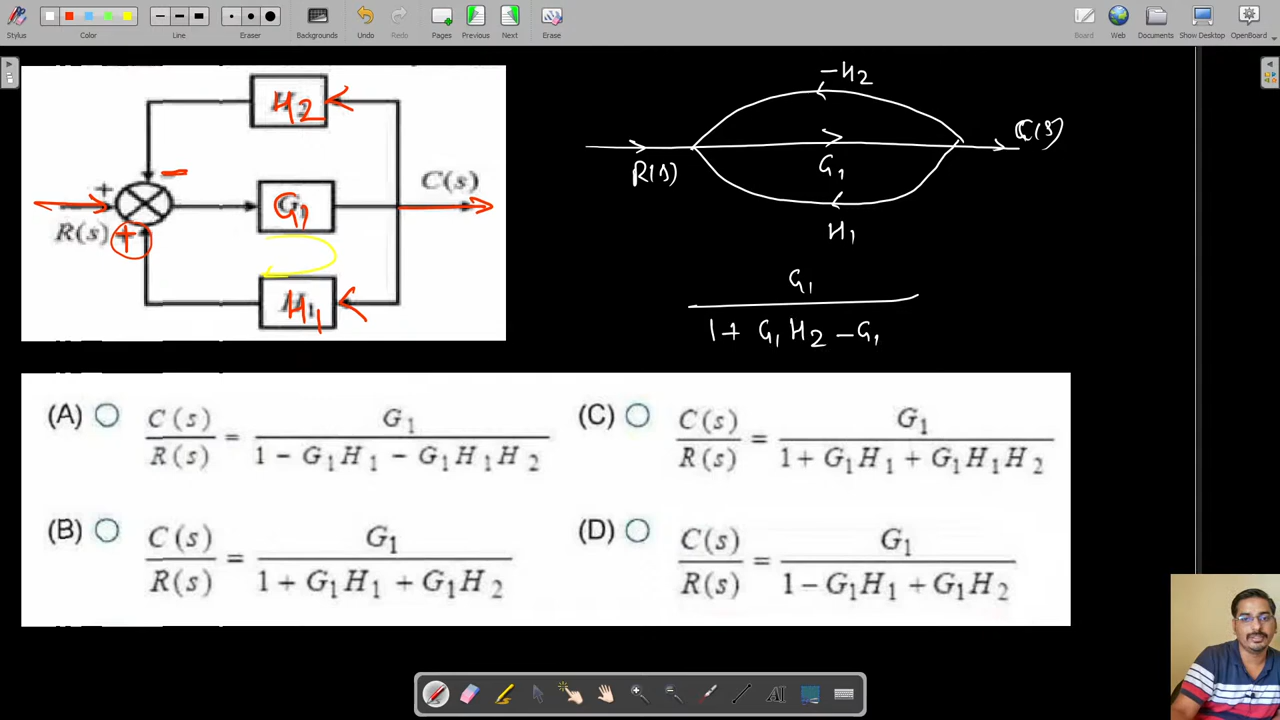 Stylus Color Line Eraser Backgrounds Undo Redo Pages Previous Next Erase Board Web Documents Show Desktop OpenBoard
H2
-
G1
C(s)
+
R(s)
+
H1
-H2
R(s)
G1
C(s)
H1
G1
1+ G1 H2 -G1
(A) C(s)/R(s) = G1/(1 - G1H1 - G1H1H2)
(C) C(s)/R(s) = G1/(1 + G1H1 + G1H1H2)
(B) C(s)/R(s) = G1/(1 + G1H1 + G1H2)
(D) C(s)/R(s) = G1/(1 - G1H1 + G1H2)